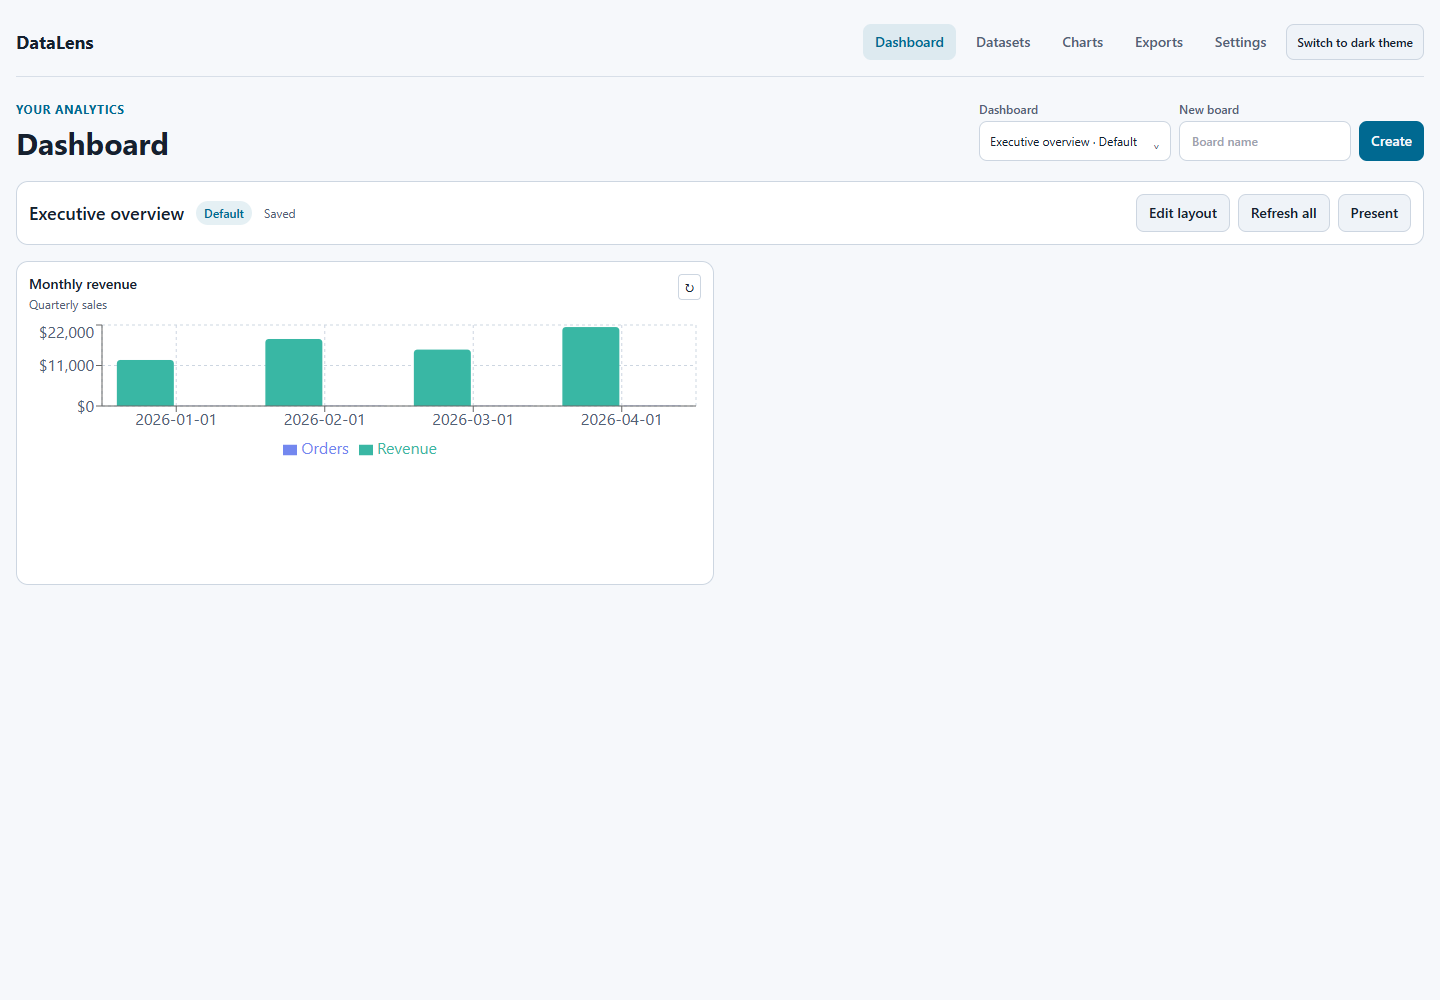 DataLens
Dashboard Datasets Charts Exports Settings Switch to dark theme
YOUR ANALYTICS
Dashboard
Dashboard
Executive overview · Default
New board
Board name
Create
Executive overview Default Saved
Edit layout Refresh all Present
Monthly revenue
Quarterly sales
$22,000
$11,000
$0
2026-01-01 2026-02-01 2026-03-01 2026-04-01
Orders Revenue